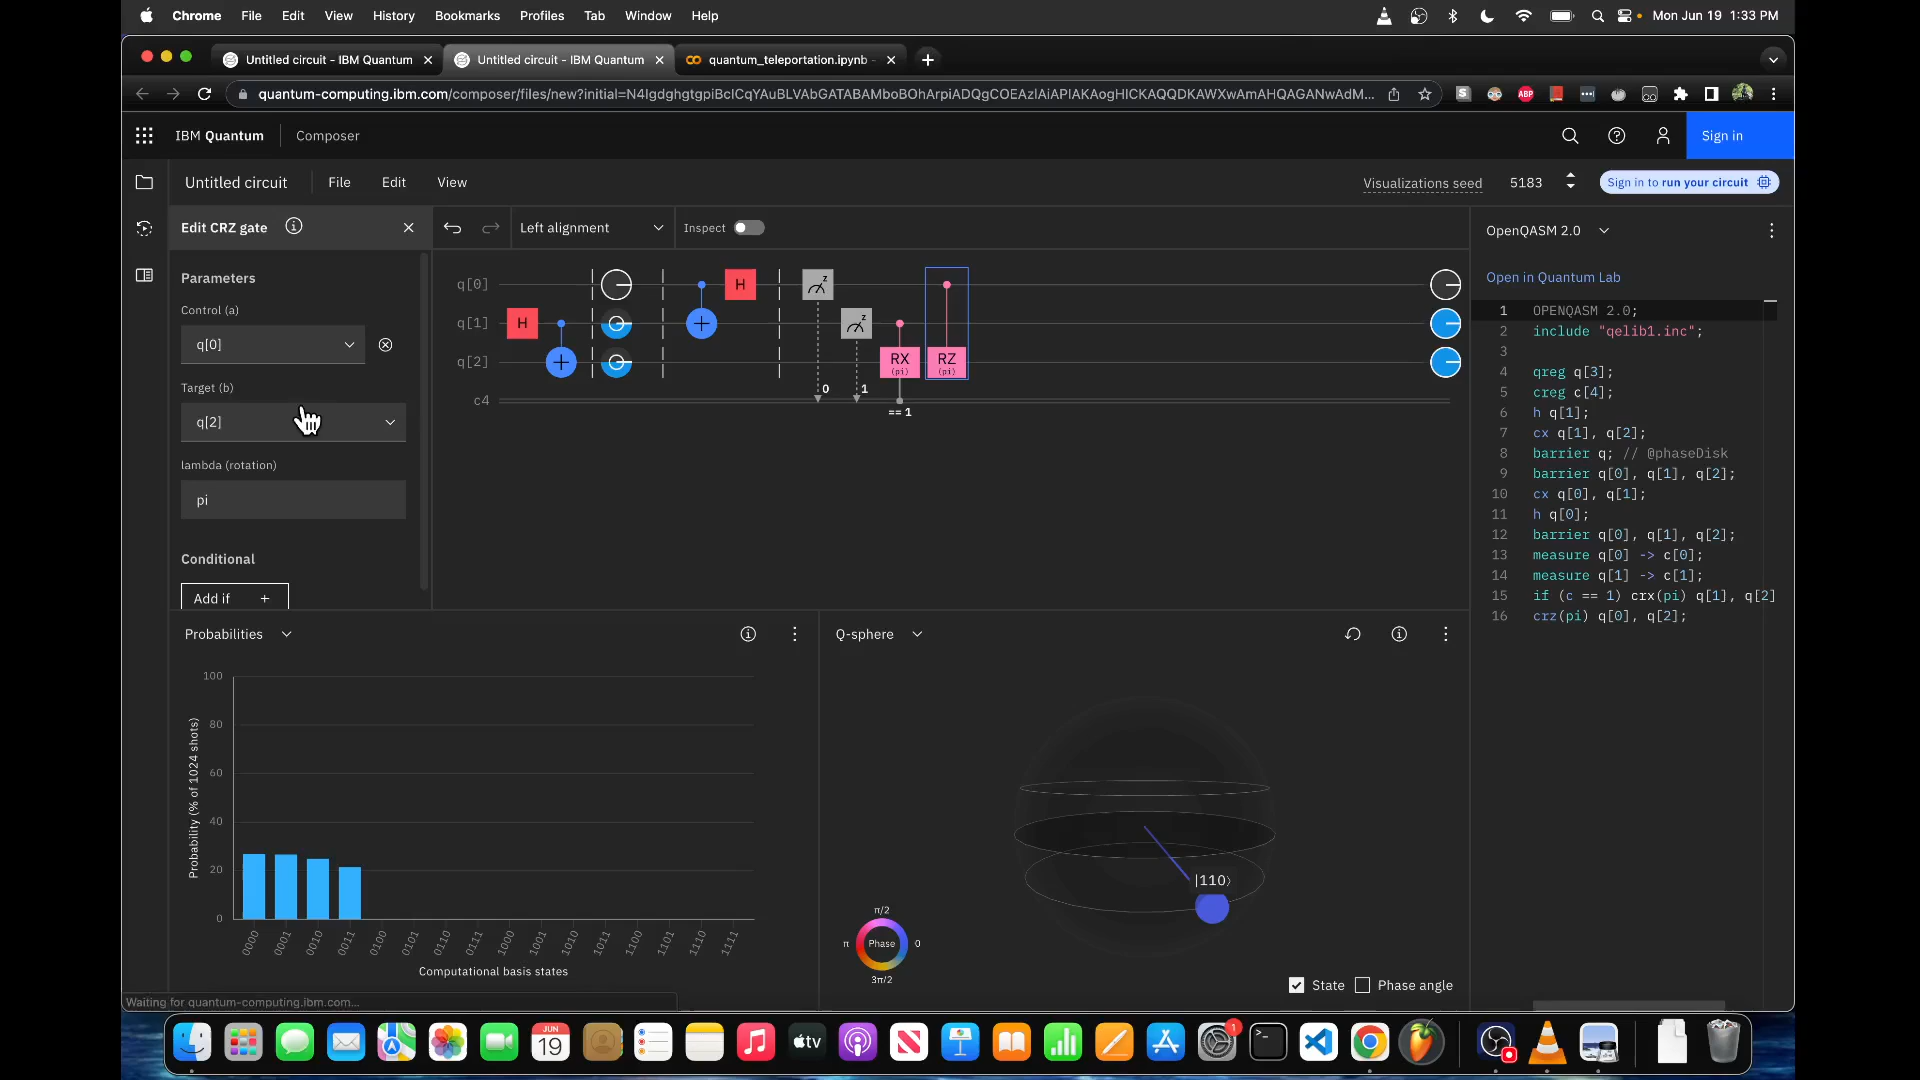 Chrome File Edit View History Bookmarks Profiles Tab Window Help Mon Jun 19 1:33 PM
Untitled circuit - IBM Quantum Untitled circuit - IBM Quantum quantum_teleportation.ipynb -
quantum-computing.ibm.com/composer/files/new?initial=N4IgdghgtgpiBcICqYAuBLVAbGATABAMboBOhArpiADQgCOEAzlAiAPIAKAogHICKAQQDKAWXwAmAHQAGANwAdM...
ABP
IBM Quantum Composer Sign in
Untitled circuit File Edit View Visualizations seed 5183 Sign in to run your circuit
Edit CRZ gate Left alignment Inspect OpenQASM 2.0
Parameters
Control (a)
q[0]
Target (b)
q[2]
lambda (rotation)
pi
Conditional
Add if +
q[0] H z
q[1] H z
q[2] RX (pi) RZ (pi)
c4 0 1
== 1
Open in Quantum Lab
1 OPENQASM 2.0;
2 include "qelib1.inc";
3
4 qreg q[3];
5 creg c[4];
6 h q[1];
7 cx q[1], q[2];
8 barrier q; // @phaseDisk
9 barrier q[0], q[1], q[2];
10 cx q[0], q[1];
11 h q[0];
12 barrier q[0], q[1], q[2];
13 measure q[0] -> c[0];
14 measure q[1] -> c[1];
15 if (c == 1) crx(pi) q[1], q[2]
16 crz(pi) q[0], q[2];
Probabilities
Probability (% of 1024 shots)
100
80
60
40
20
0
0000 0001 0010 0011 0100 0101 0110 0111 1000 1001 1010 1011 1100 1101 1110 1111
Computational basis states
Q-sphere
|110⟩
π/2
π Phase 0
3π/2
State Phase angle
Waiting for quantum-computing.ibm.com...
JUN
19
tv
1